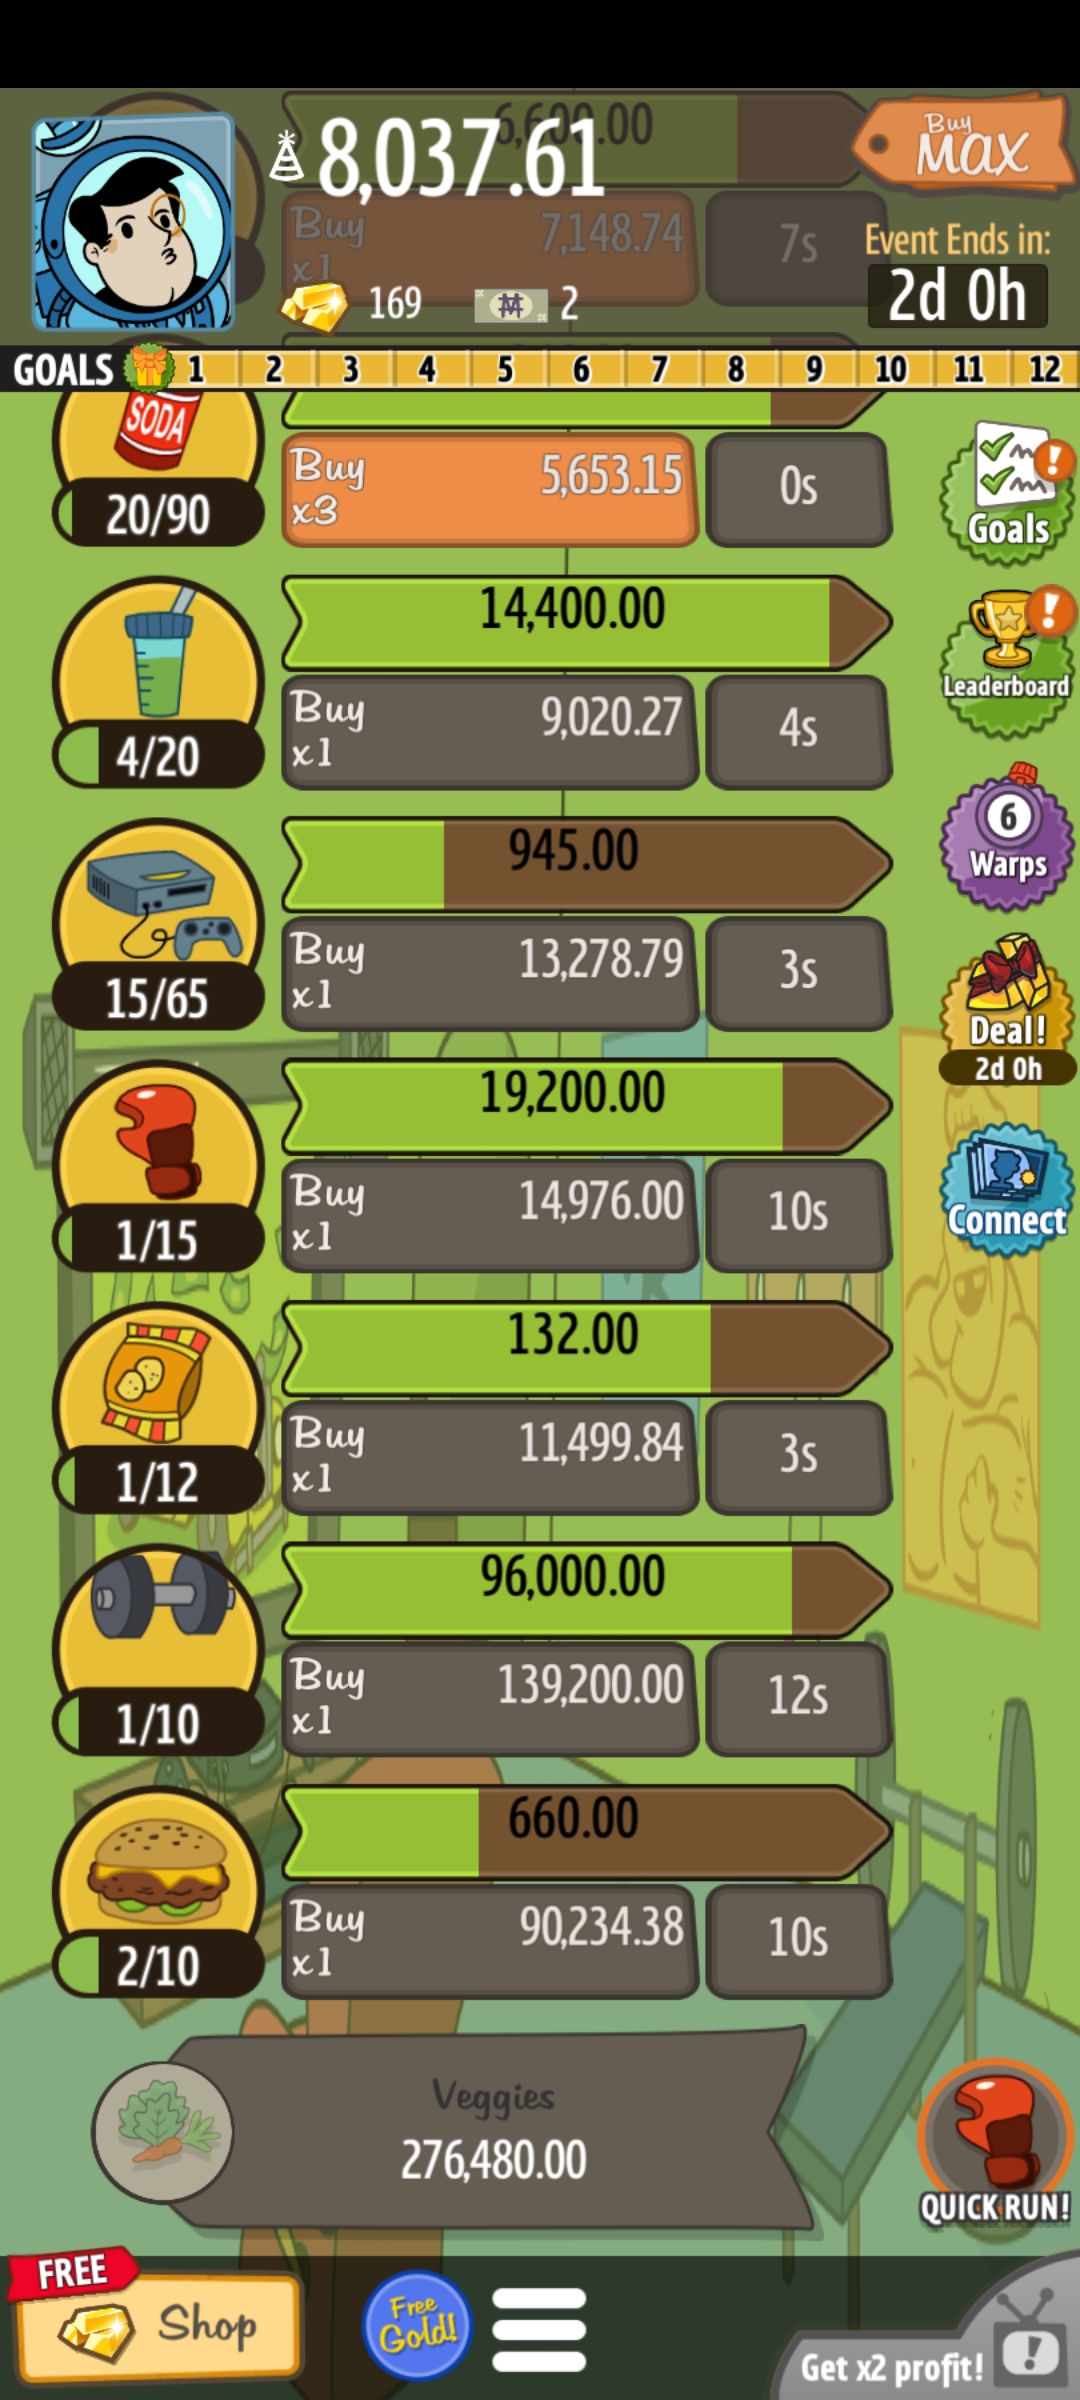 6,600.00
8,037.61
Buy
MAX
Buy
x1
7,148.74
7s
Event Ends in:
2d 0h
169
2
GOALS 1 2 3 4 5 6 7 8 9 10 11 12
SODA
20/90
Buy
x3
5,653.15
0s
Goals
14,400.00
4/20
Buy
x1
9,020.27
4s
Leaderboard
945.00
15/65
Buy
x1
13,278.79
3s
6
Warps
19,200.00
1/15
Buy
x1
14,976.00
10s
Deal!
2d 0h
Connect
132.00
1/12
Buy
x1
11,499.84
3s
96,000.00
1/10
Buy
x1
139,200.00
12s
660.00
2/10
Buy
x1
90,234.38
10s
Veggies
276,480.00
QUICK RUN!
FREE
Shop
Free
Gold!
Get x2 profit!